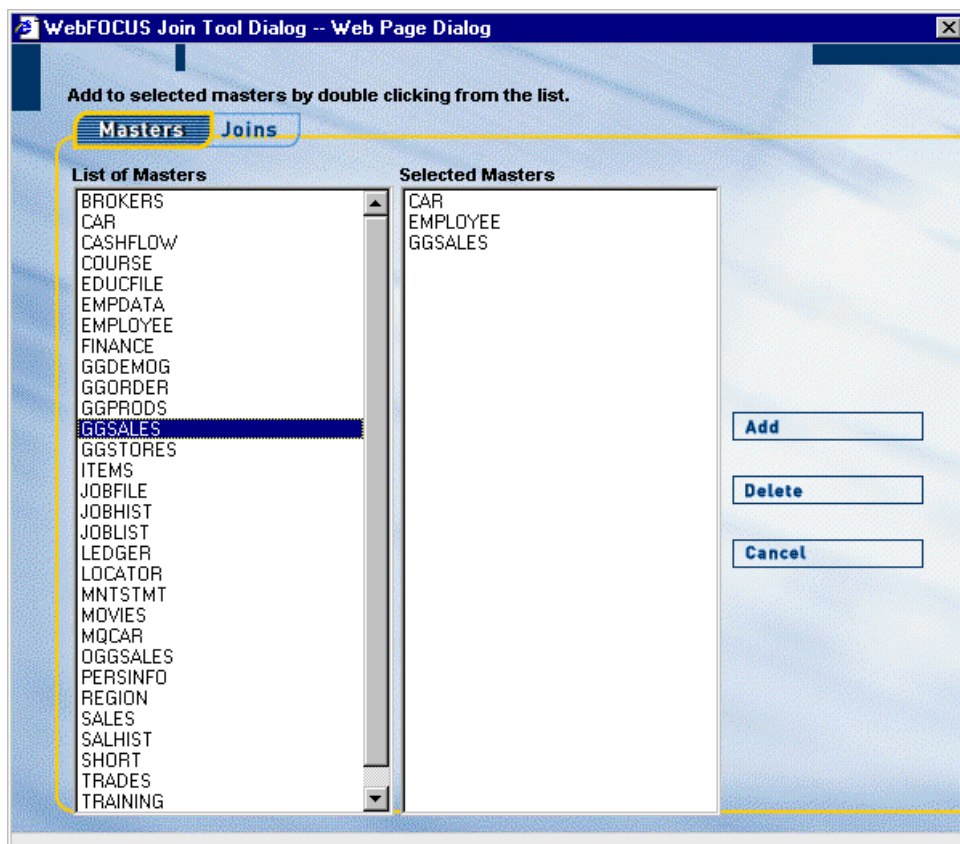 WebFOCUS Join Tool Dialog -- Web Page Dialog
Add to selected masters by double clicking from the list.
Masters Joins
List of Masters
BROKERS
CAR
CASHFLOW
COURSE
EDUCFILE
EMPDATA
EMPLOYEE
FINANCE
GGDEMOG
GGORDER
GGPRODS
GGSALES
GGSTORES
ITEMS
JOBFILE
JOBHIST
JOBLIST
LEDGER
LOCATOR
MNTSTMT
MOVIES
MQCAR
OGGSALES
PERSINFO
REGION
SALES
SALHIST
SHORT
TRADES
TRAINING
Selected Masters
CAR
EMPLOYEE
GGSALES
Add
Delete
Cancel